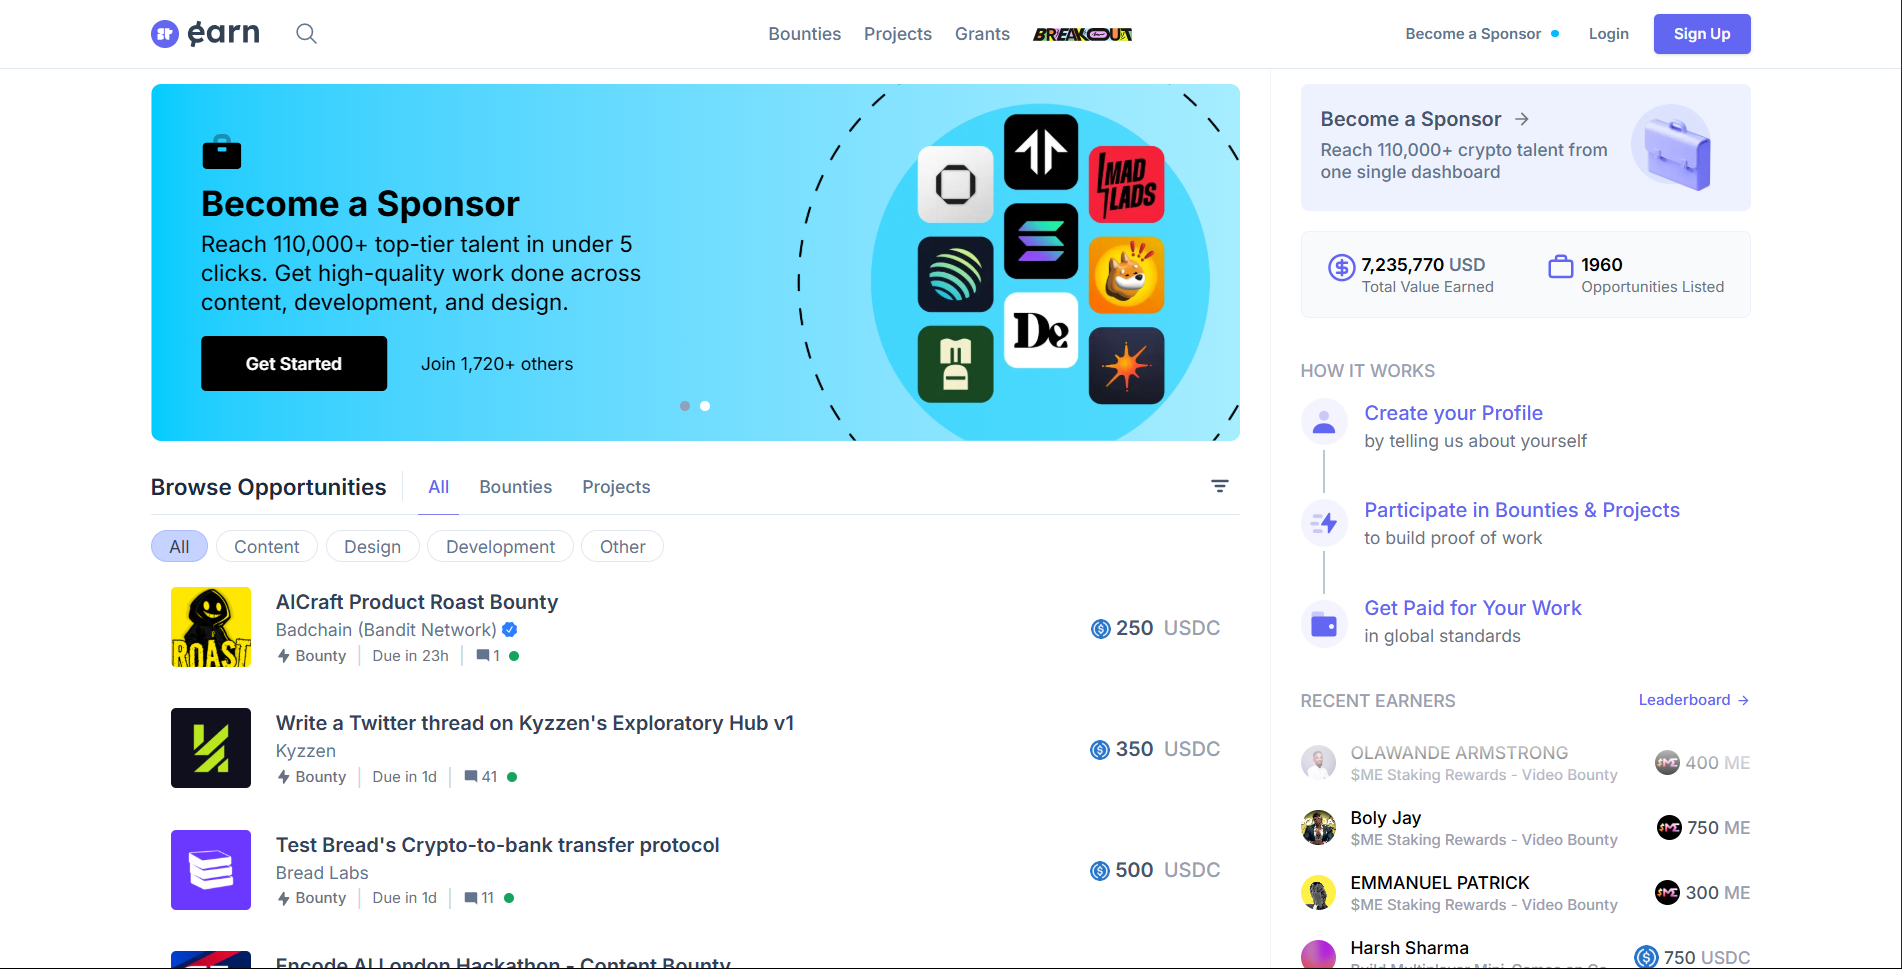 earn
Bounties
Projects
Grants
BREAKOUT
Become a Sponsor
Login
Sign Up
Become a Sponsor
Reach 110,000+ top-tier talent in under 5
clicks. Get high-quality work done across
content, development, and design.
Get Started
Join 1,720+ others
MAD
LADS
De
Browse Opportunities
All
Bounties
Projects
All
Content
Design
Development
Other
ROAST
AICraft Product Roast Bounty
Badchain (Bandit Network)
Bounty
Due in 23h
1
250 USDC
Write a Twitter thread on Kyzzen's Exploratory Hub v1
Kyzzen
Bounty
Due in 1d
41
350 USDC
Test Bread's Crypto-to-bank transfer protocol
Bread Labs
Bounty
Due in 1d
11
500 USDC
Encode AI London Hackathon - Content Bounty
Become a Sponsor →
Reach 110,000+ crypto talent from
one single dashboard
7,235,770 USD
Total Value Earned
1960
Opportunities Listed
HOW IT WORKS
Create your Profile
by telling us about yourself
Participate in Bounties & Projects
to build proof of work
Get Paid for Your Work
in global standards
RECENT EARNERS
Leaderboard →
OLAWANDE ARMSTRONG
$ME Staking Rewards - Video Bounty
400 ME
Boly Jay
$ME Staking Rewards - Video Bounty
750 ME
EMMANUEL PATRICK
$ME Staking Rewards - Video Bounty
300 ME
Harsh Sharma
Build Multiplayer Mini-Games on
750 USDC